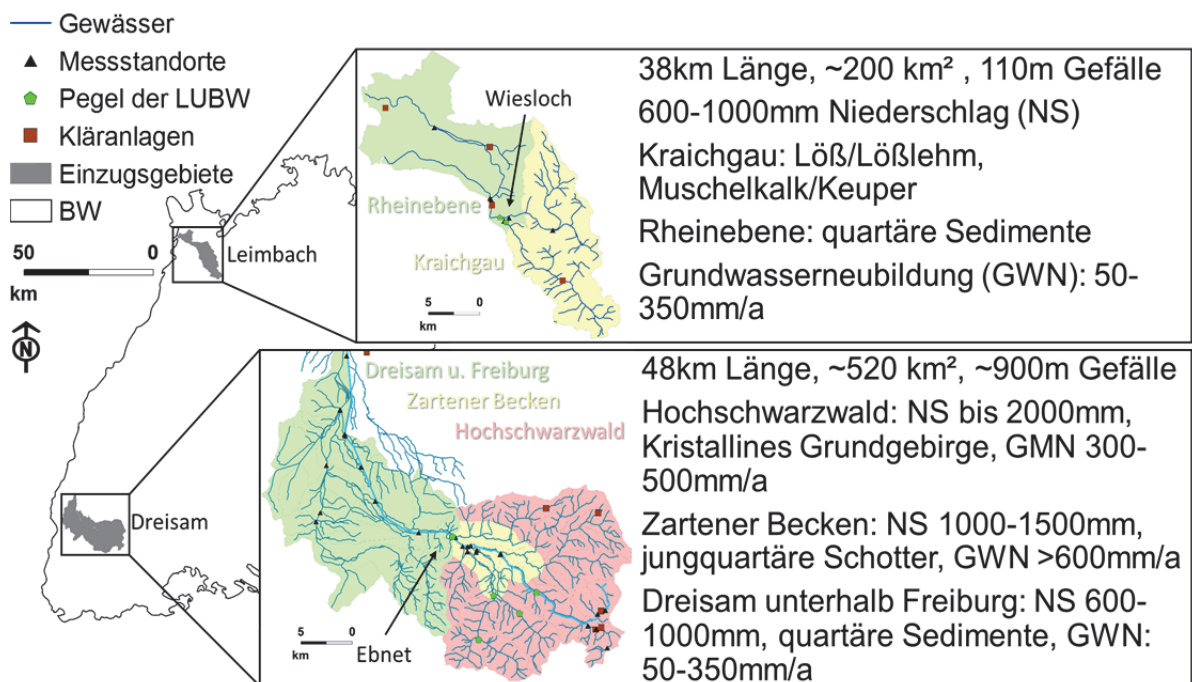 Gewässer
Messstandorte
Pegel der LUBW
Kläranlagen
Einzugsgebiete
BW
50 0
km
N
Leimbach
Dreisam
Wiesloch
Rheinebene
Kraichgau
5 0
km
38km Länge, ~200 km² , 110m Gefälle
600-1000mm Niederschlag (NS)
Kraichgau: Löß/Lößlehm,
Muschelkalk/Keuper
Rheinebene: quartäre Sedimente
Grundwasserneubildung (GWN): 50-
350mm/a
Dreisam u. Freiburg
Zartener Becken
Hochschwarzwald
Ebnet
5 0
km
48km Länge, ~520 km², ~900m Gefälle
Hochschwarzwald: NS bis 2000mm,
Kristallines Grundgebirge, GMN 300-
500mm/a
Zartener Becken: NS 1000-1500mm,
jungquartäre Schotter, GWN >600mm/a
Dreisam unterhalb Freiburg: NS 600-
1000mm, quartäre Sedimente, GWN:
50-350mm/a